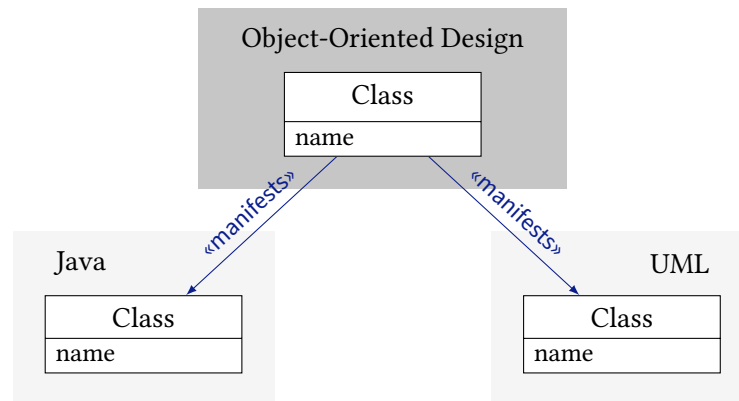 Object-Oriented Design
Class
name
«manifests»
«manifests»
Java
UML
Class
name
Class
name